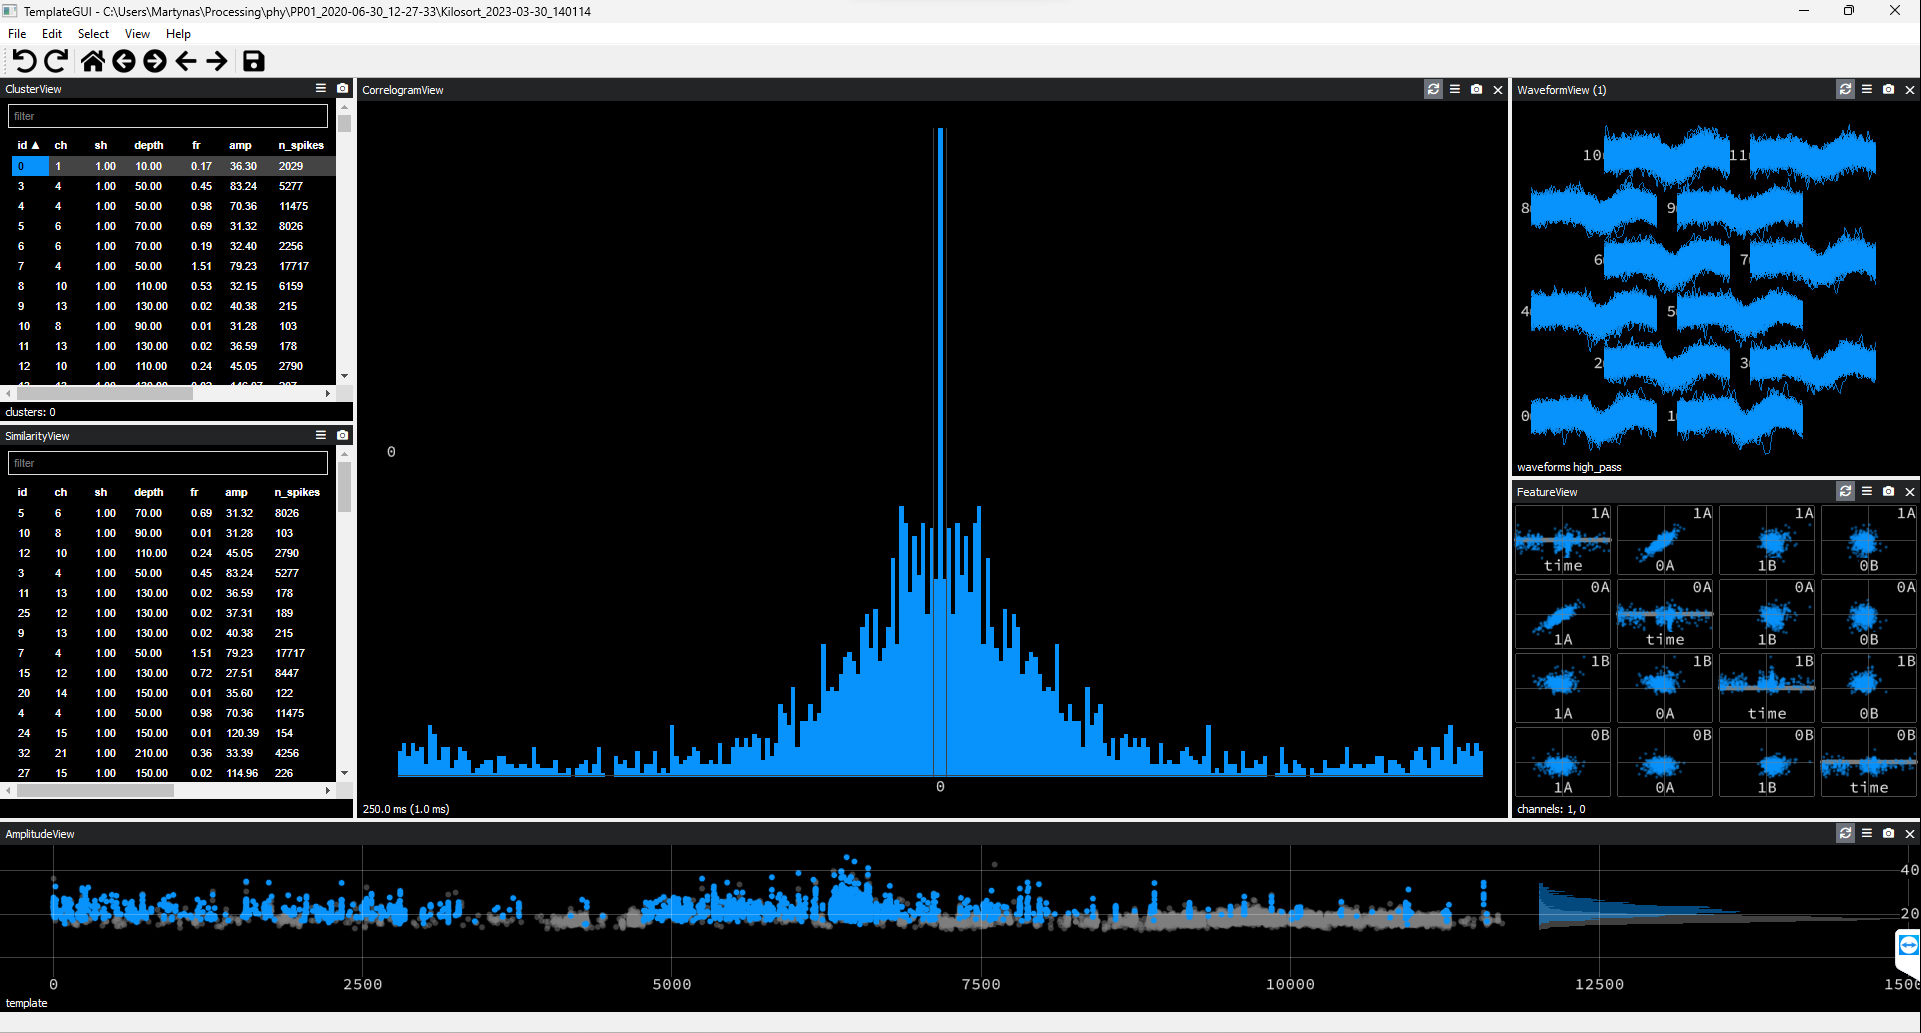 TemplateGUI - C:\Users\Martynas\Processing\phy\PP01_2020-06-30_12-27-33\Kilosort_2023-03-30_140114
File Edit Select View Help
ClusterView
filter
id ch sh depth fr amp n_spikes
0 1 1.00 10.00 0.17 36.30 2029
3 4 1.00 50.00 0.45 83.24 5277
4 4 1.00 50.00 0.98 70.36 11475
5 6 1.00 70.00 0.69 31.32 8026
6 6 1.00 70.00 0.19 32.40 2256
7 4 1.00 50.00 1.51 79.23 17717
8 10 1.00 110.00 0.53 32.15 6159
9 13 1.00 130.00 0.02 40.38 215
10 8 1.00 90.00 0.01 31.28 103
11 13 1.00 130.00 0.02 36.59 178
12 10 1.00 110.00 0.24 45.05 2790
clusters: 0
SimilarityView
filter
id ch sh depth fr amp n_spikes
5 6 1.00 70.00 0.69 31.32 8026
10 8 1.00 90.00 0.01 31.28 103
12 10 1.00 110.00 0.24 45.05 2790
3 4 1.00 50.00 0.45 83.24 5277
11 13 1.00 130.00 0.02 36.59 178
25 12 1.00 130.00 0.02 37.31 189
9 13 1.00 130.00 0.02 40.38 215
7 4 1.00 50.00 1.51 79.23 17717
15 12 1.00 130.00 0.72 27.51 8447
20 14 1.00 150.00 0.01 35.60 122
4 4 1.00 50.00 0.98 70.36 11475
24 15 1.00 150.00 0.01 120.39 154
32 21 1.00 210.00 0.36 33.39 4256
27 15 1.00 150.00 0.02 114.96 226
CorrelogramView
0
0
250.0 ms (1.0 ms)
WaveformView (1)
10 11
8 9
6 7
4 5
2 3
0 1
waveforms high_pass
FeatureView
1A 1A 1A 1A
time 0A 1B 0B
0A 0A 0A 0A
1A time 1B 0B
1B 1B 1B 1B
1A 0A time 0B
0B 0B 0B 0B
1A 0A 1B time
channels: 1, 0
AmplitudeView
40
20
0 2500 5000 7500 10000 12500
template